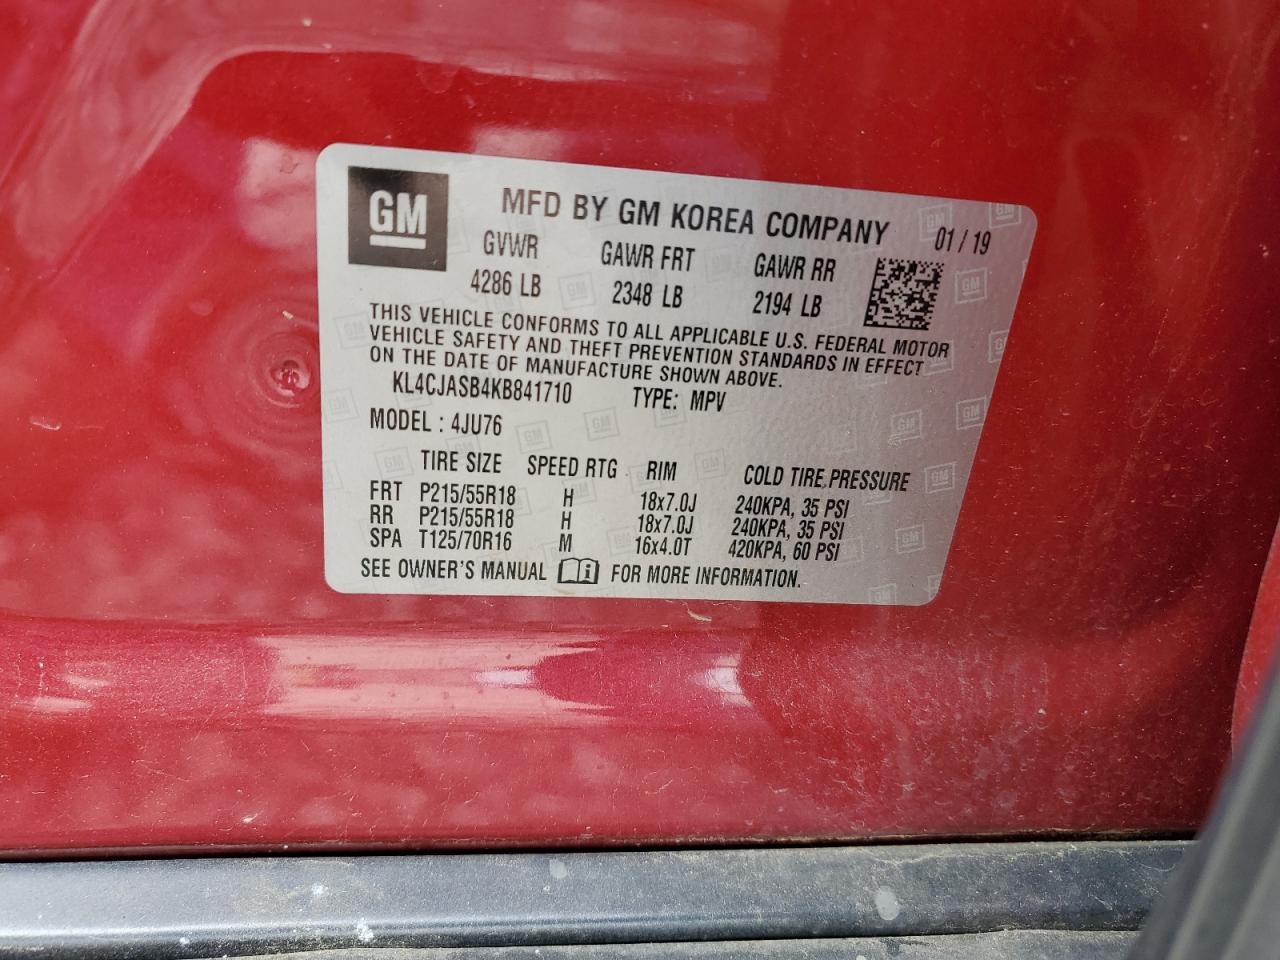 GM
MFD BY GM KOREA COMPANY 01 / 19
GVWR GAWR FRT GAWR RR
4286 LB 2348 LB 2194 LB
THIS VEHICLE CONFORMS TO ALL APPLICABLE U.S. FEDERAL MOTOR
VEHICLE SAFETY AND THEFT PREVENTION STANDARDS IN EFFECT
ON THE DATE OF MANUFACTURE SHOWN ABOVE.
KL4CJASB4KB841710 TYPE: MPV
MODEL : 4JU76
TIRE SIZE SPEED RTG RIM COLD TIRE PRESSURE
FRT P215/55R18 H 18x7.0J 240KPA, 35 PSI
RR P215/55R18 H 18x7.0J 240KPA, 35 PSI
SPA T125/70R16 M 16x4.0T 420KPA, 60 PSI
SEE OWNER'S MANUAL i FOR MORE INFORMATION.